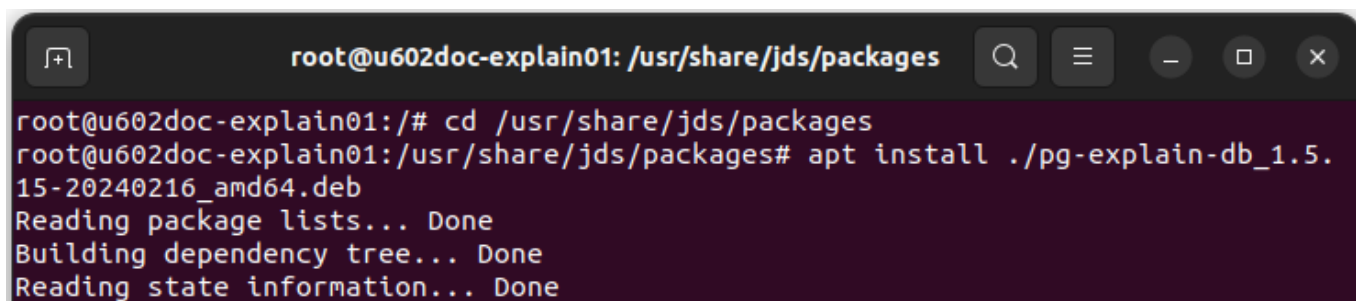 root@u602doc-explain01: /usr/share/jds/packages
root@u602doc-explain01:/# cd /usr/share/jds/packages
root@u602doc-explain01:/usr/share/jds/packages# apt install ./pg-explain-db_1.5.
15-20240216_amd64.deb
Reading package lists... Done
Building dependency tree... Done
Reading state information... Done